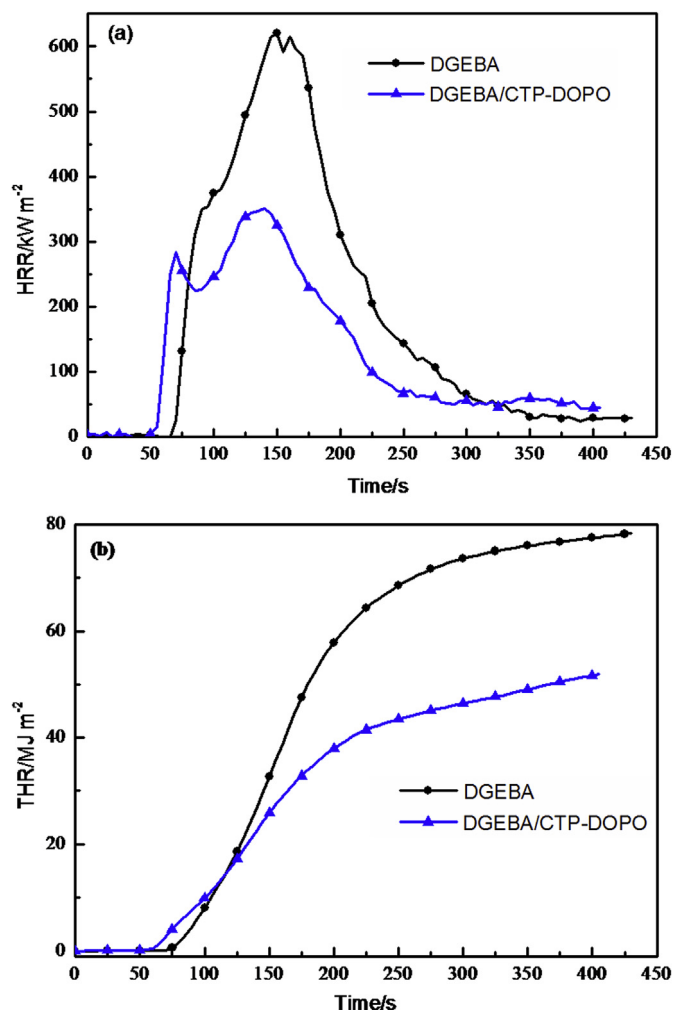 (a)
DGEBA
DGEBA/CTP-DOPO
HRR/kW m-2
600
500
400
300
200
100
0
0 50 100 150 200 250 300 350 400 450
Time/s
(b)
DGEBA
DGEBA/CTP-DOPO
THR/MJ m-2
80
60
40
20
0
0 50 100 150 200 250 300 350 400 450
Time/s